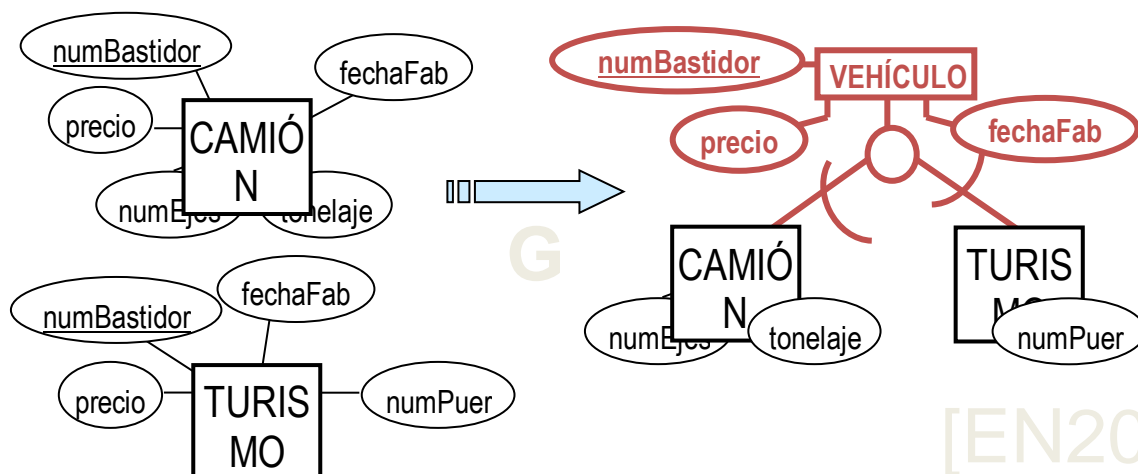 numBastidor
fechaFab
precio
CAMIÓ
N
numEjes
tonelaje
numBastidor
fechaFab
precio
TURIS
MO
numPuer
G
numBastidor
VEHÍCULO
precio
fechaFab
CAMIÓ
N
numEjes
tonelaje
TURIS
MO
numPuer
[EN20